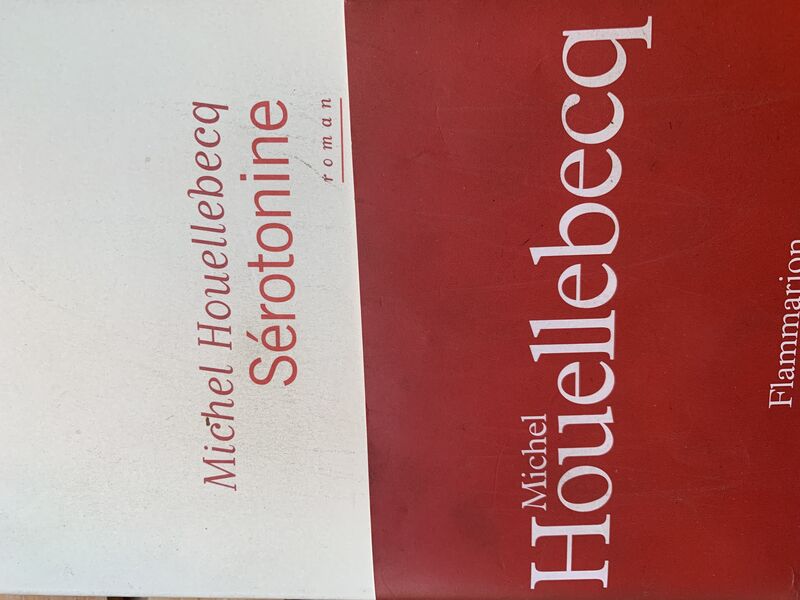 Michel Houellebecq
Sérotonine
roman
Michel
Houellebecq
Flammarion